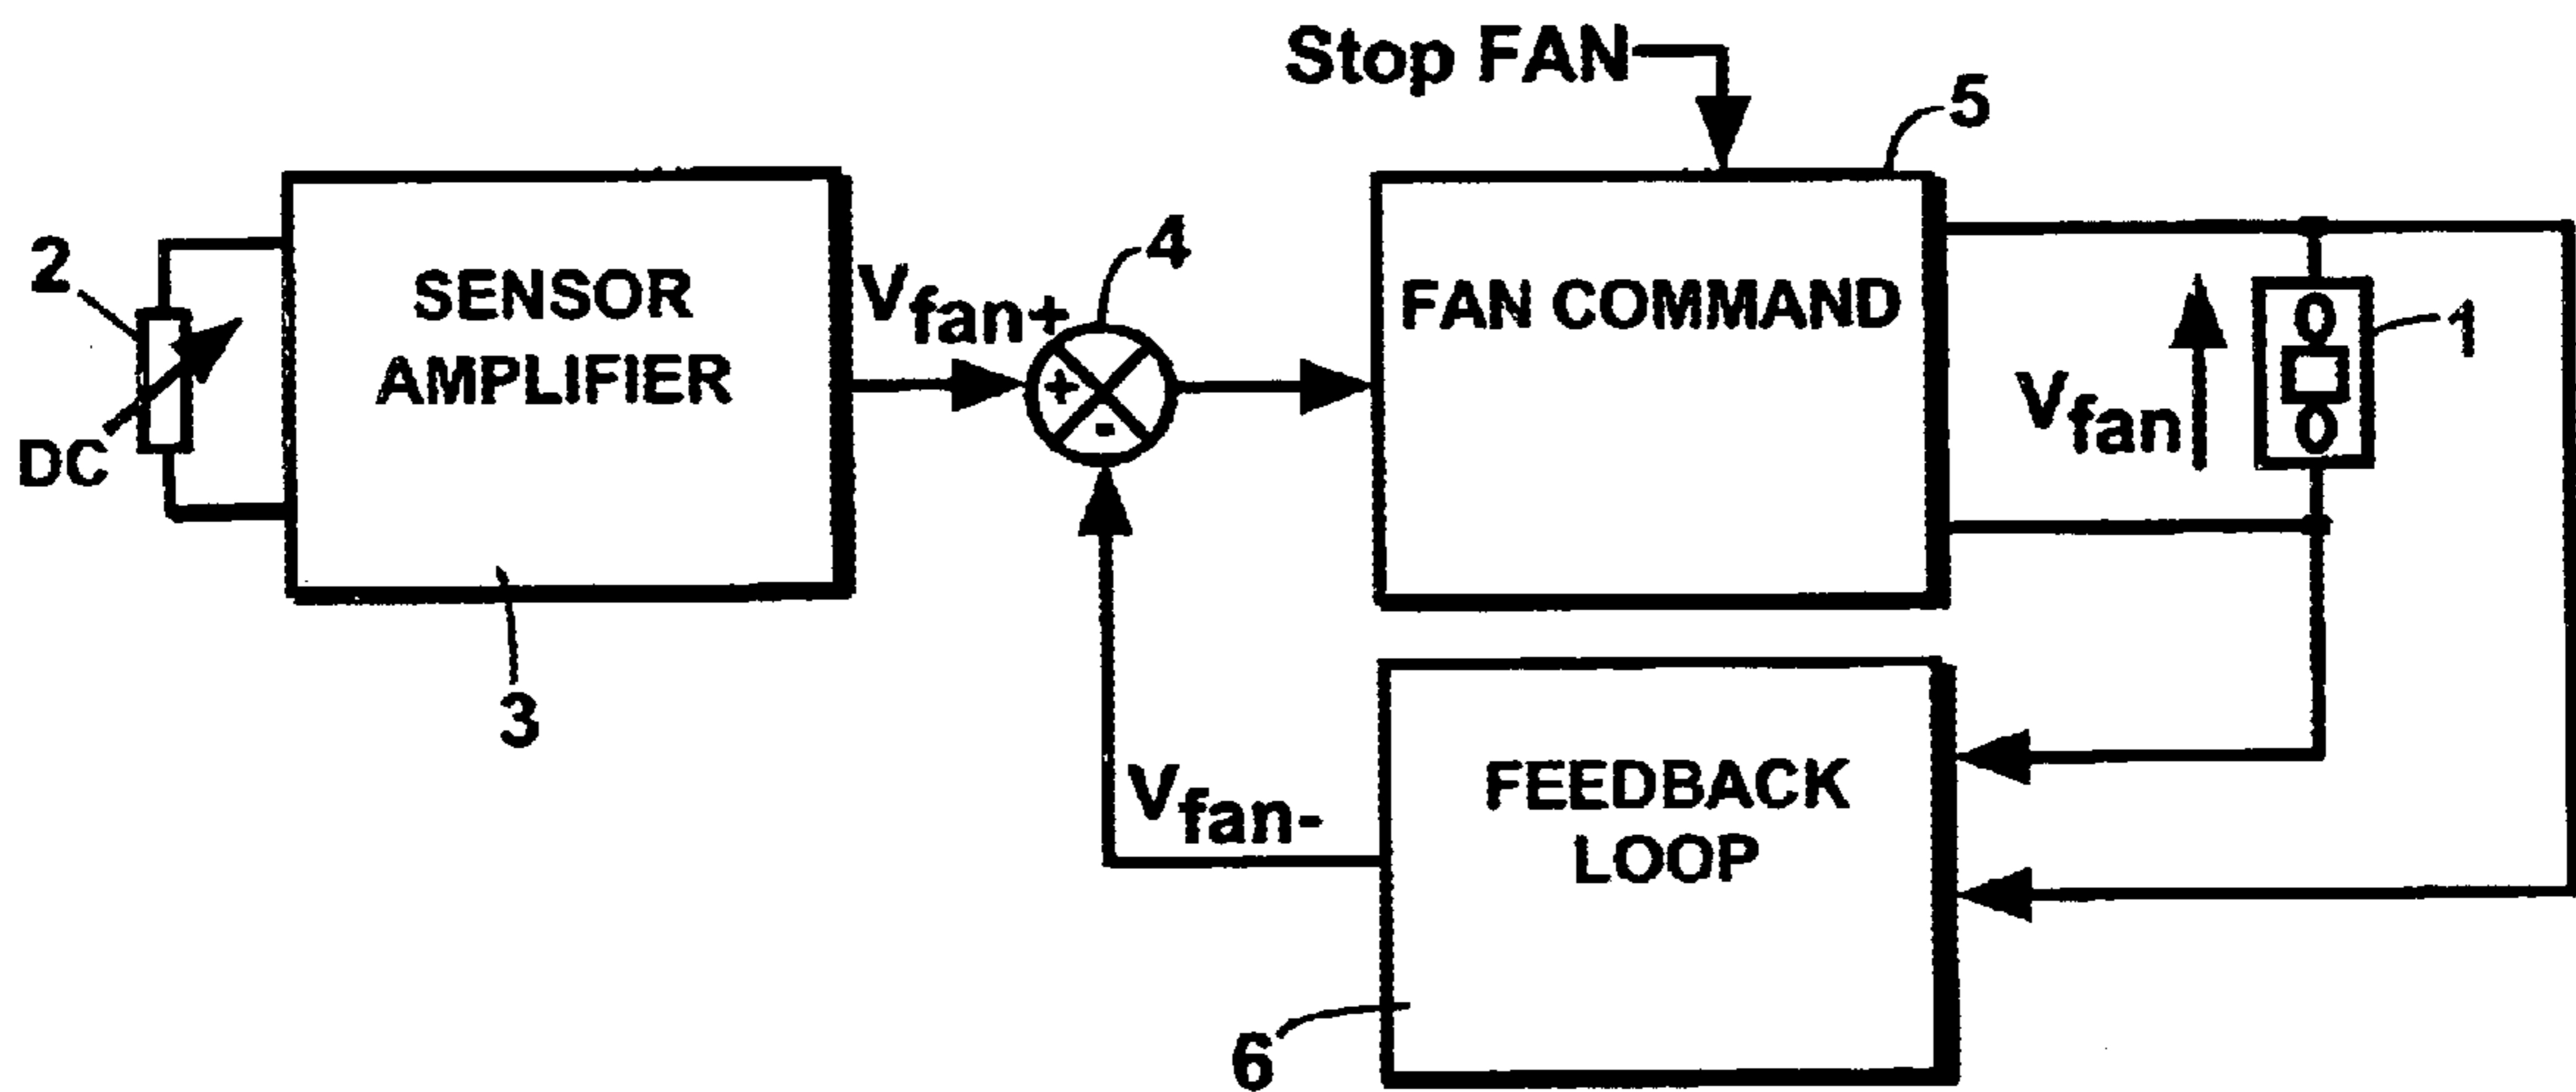 Stop FAN
5
2
SENSOR
AMPLIFIER
Vfan+
4
+
-
FAN COMMAND
Vfan
1
DC
3
Vfan-
FEEDBACK
LOOP
6